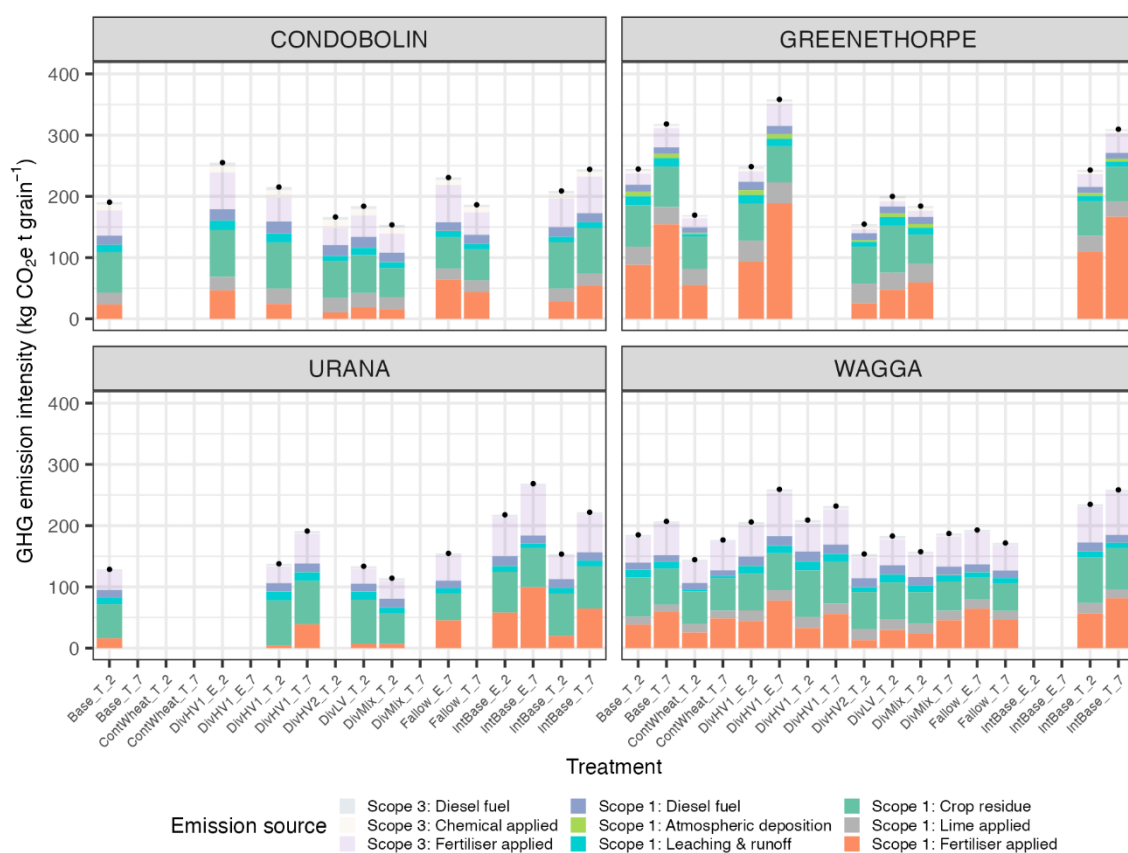 CONDOBOLIN
GREENETHORPE
400
300
200
100
0
URANA
WAGGA
400
300
200
100
0
GHG emission intensity (kg CO₂e t grain⁻¹)
Base_T_2
Base_T_7
ContWheat_T_2
ContWheat_T_7
DivHV1_E_2
DivHV1_E_7
DivHV1_T_2
DivHV1_T_7
DivHV2_T_2
DivLV_T_2
DivMix_T_2
DivMix_T_7
Fallow_E_7
Fallow_T_7
IntBase_E_2
IntBase_E_7
IntBase_T_2
IntBase_T_7
Base_T_2
Base_T_7
ContWheat_T_2
ContWheat_T_7
DivHV1_E_2
DivHV1_E_7
DivHV1_T_2
DivHV1_T_7
DivHV2_T_2
DivLV_T_2
DivMix_T_2
DivMix_T_7
Fallow_E_7
Fallow_T_7
IntBase_E_2
IntBase_E_7
IntBase_T_2
IntBase_T_7
Treatment
Emission source
Scope 3: Diesel fuel
Scope 3: Chemical applied
Scope 3: Fertiliser applied
Scope 1: Diesel fuel
Scope 1: Atmospheric deposition
Scope 1: Leaching & runoff
Scope 1: Crop residue
Scope 1: Lime applied
Scope 1: Fertiliser applied